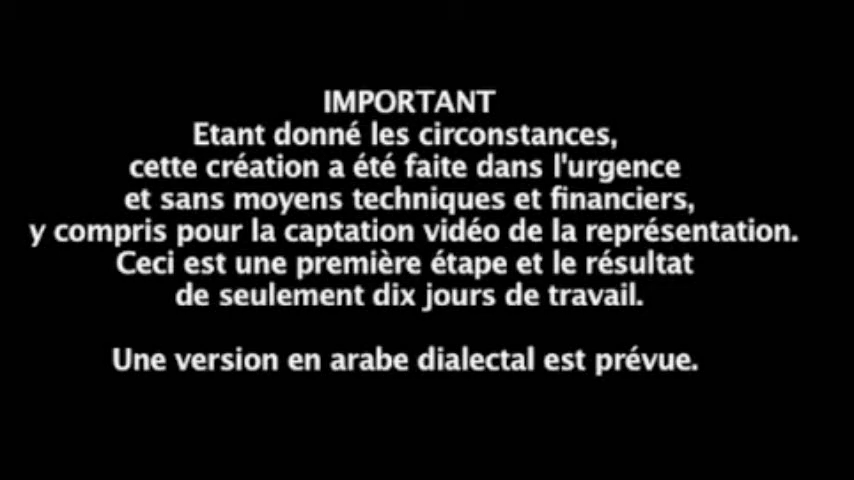 IMPORTANT
Etant donné les circonstances,
cette création a été faite dans l'urgence
et sans moyens techniques et financiers,
y compris pour la captation vidéo de la représentation.
Ceci est une première étape et le résultat
de seulement dix jours de travail.
Une version en arabe dialectal est prévue.